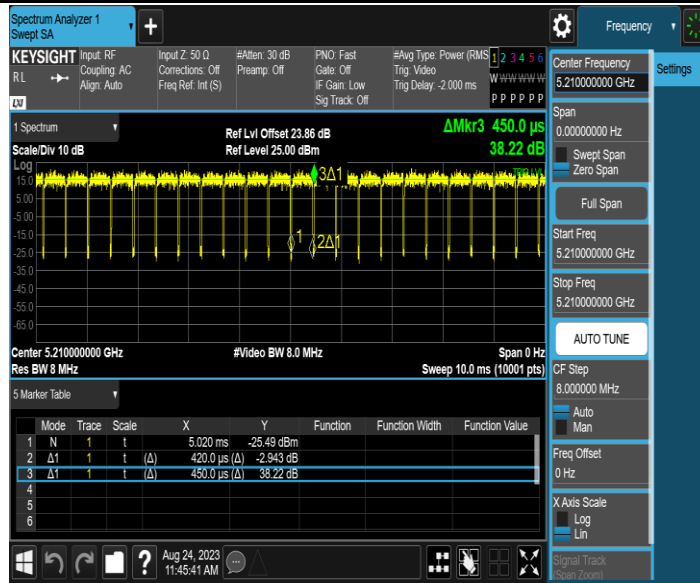 Spectrum Analyzer 1
Swept SA
+
Frequency
KEYSIGHT
RL
LXI
Input: RF
Coupling: AC
Align: Auto
Input Z: 50 Ω
Corrections: Off
Freq Ref: Int (S)
#Atten: 30 dB
Preamp: Off
PNO: Fast
Gate: Off
IF Gain: Low
Sig Track: Off
#Avg Type: Power (RMS
Trig: Video
Trig Delay: -2.000 ms
1 2 3 4 5 6
W W W W W W
P P P P P P
1 Spectrum
Scale/Div 10 dB
Ref Lvl Offset 23.86 dB
Ref Level 25.00 dBm
ΔMkr3 450.0 µs
38.22 dB
Log
15.0
5.00
-5.00
-15.0
-25.0
-35.0
-45.0
-55.0
-65.0
3Δ1
1
2Δ1
Center 5.210000000 GHz
Res BW 8 MHz
#Video BW 8.0 MHz
Span 0 Hz
Sweep 10.0 ms (10001 pts)
5 Marker Table
Mode Trace Scale X Y Function Function Width Function Value
1 N 1 t 5.020 ms -25.49 dBm
2 Δ1 1 t (Δ) 420.0 µs (Δ) -2.943 dB
3 Δ1 1 t (Δ) 450.0 µs (Δ) 38.22 dB
4
5
6
?
Aug 24, 2023
11:45:41 AM
Center Frequency
5.210000000 GHz
Settings
Span
0.00000000 Hz
Swept Span
Zero Span
Full Span
Start Freq
5.210000000 GHz
Stop Freq
5.210000000 GHz
AUTO TUNE
CF Step
8.000000 MHz
Auto
Man
Freq Offset
0 Hz
X Axis Scale
Log
Lin
Signal Track
(Span Zoom)